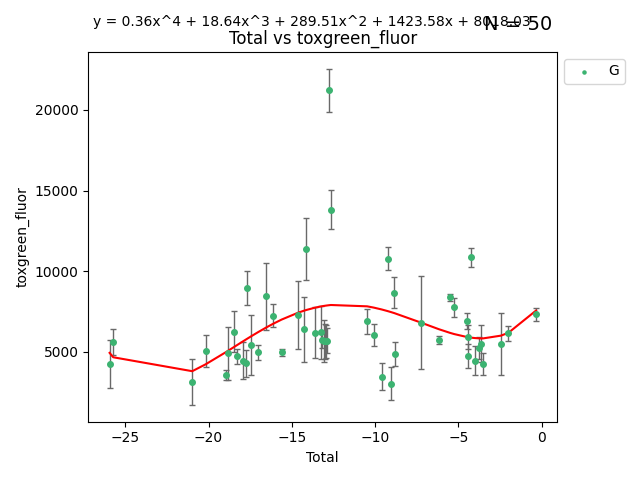 y = 0.36x^4 + 18.64x^3 + 289.51x^2 + 1423.58x + 8018.03
N = 50
Total vs toxgreen_fluor
G
20000
15000
10000
5000
toxgreen_fluor
−25 −20 −15 −10 −5 0
Total